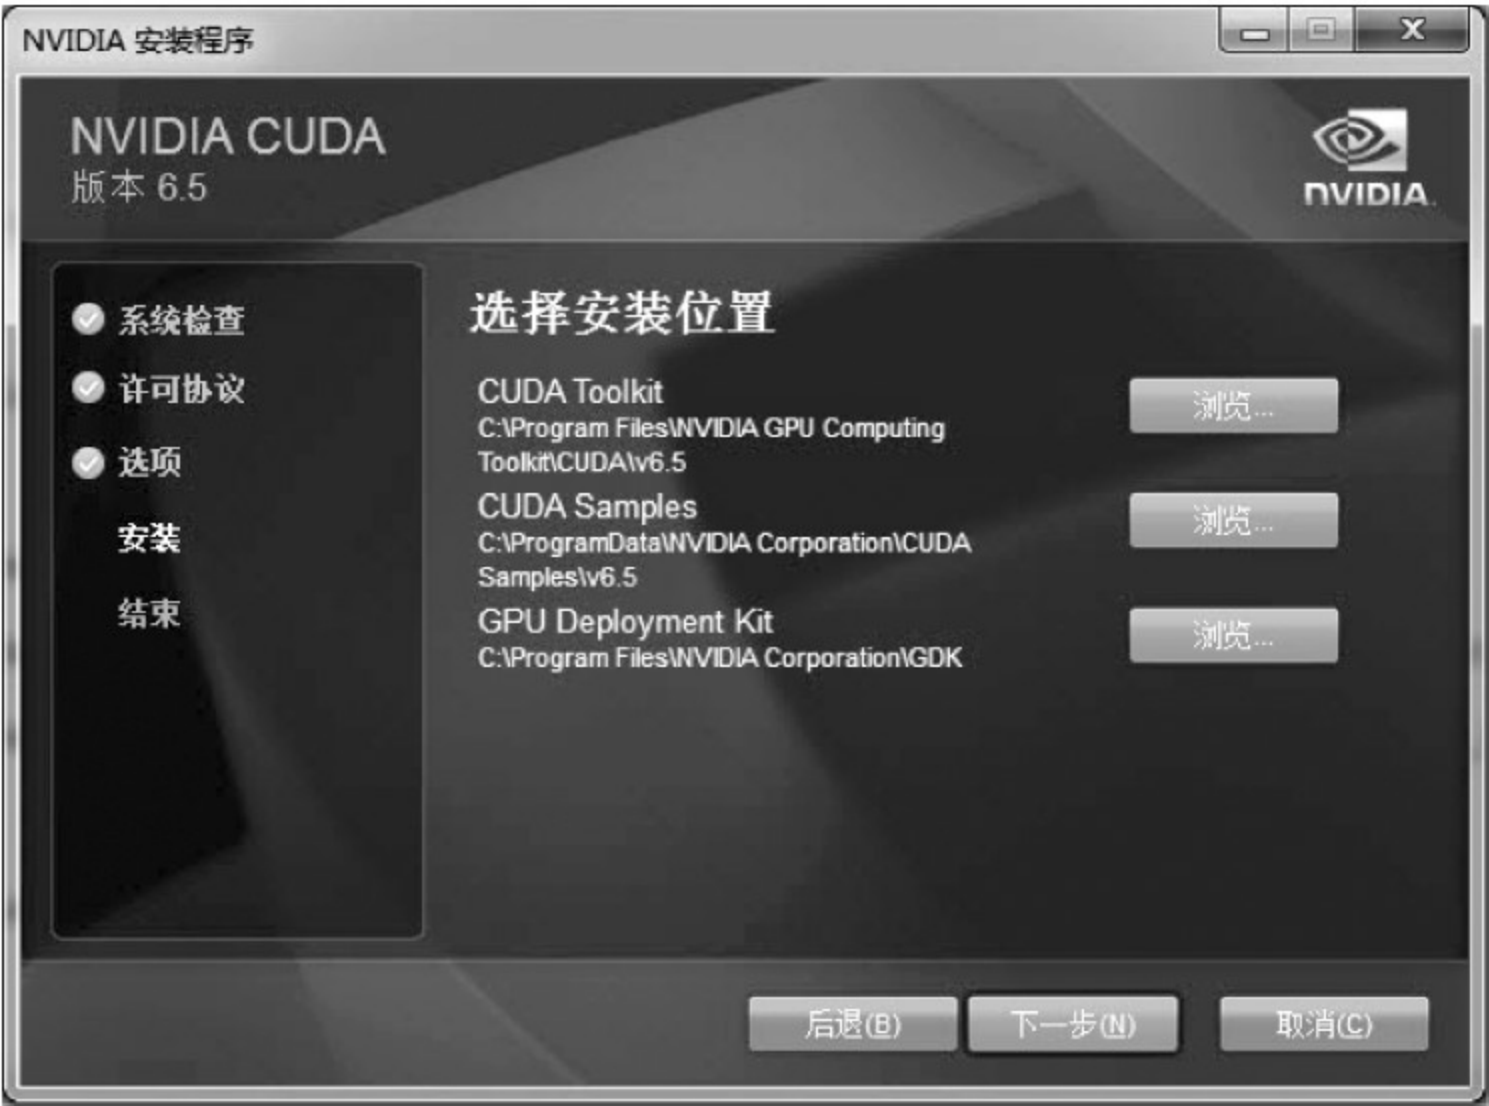 NVIDIA 安装程序
NVIDIA CUDA
版本 6.5
NVIDIA.
系统检查
许可协议
选项
安装
结束
选择安装位置
CUDA Toolkit
C:\Program Files\NVIDIA GPU Computing
Toolkit\CUDA\v6.5
浏览...
CUDA Samples
C:\ProgramData\NVIDIA Corporation\CUDA
Samples\v6.5
浏览...
GPU Deployment Kit
C:\Program Files\NVIDIA Corporation\GDK
浏览...
后退(B)
下一步(N)
取消(C)